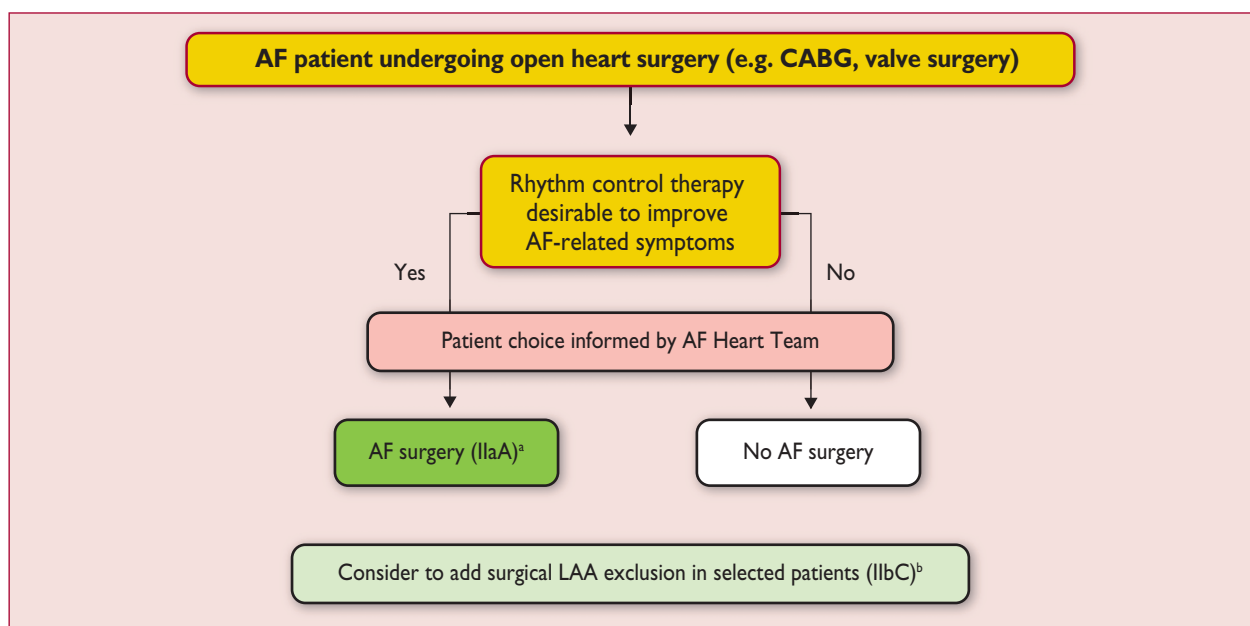 AF patient undergoing open heart surgery (e.g. CABG, valve surgery)
Rhythm control therapy
desirable to improve
AF-related symptoms
Yes
No
Patient choice informed by AF Heart Team
AF surgery (IIaA)ᵃ
No AF surgery
Consider to add surgical LAA exclusion in selected patients (IIbC)ᵇ